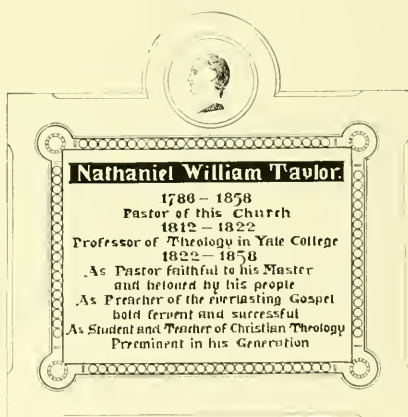 Nathaniel William Taylor.
1786 – 1858
Pastor of this Church
1812 – 1822
Professor of Theology in Yale College
1822 – 1858
As Pastor faithful to his Master
and beloved by his people
As Preacher of the everlasting Gospel
bold fervent and successful
As Student and Teacher of Christian Theology
Preeminent in his Generation